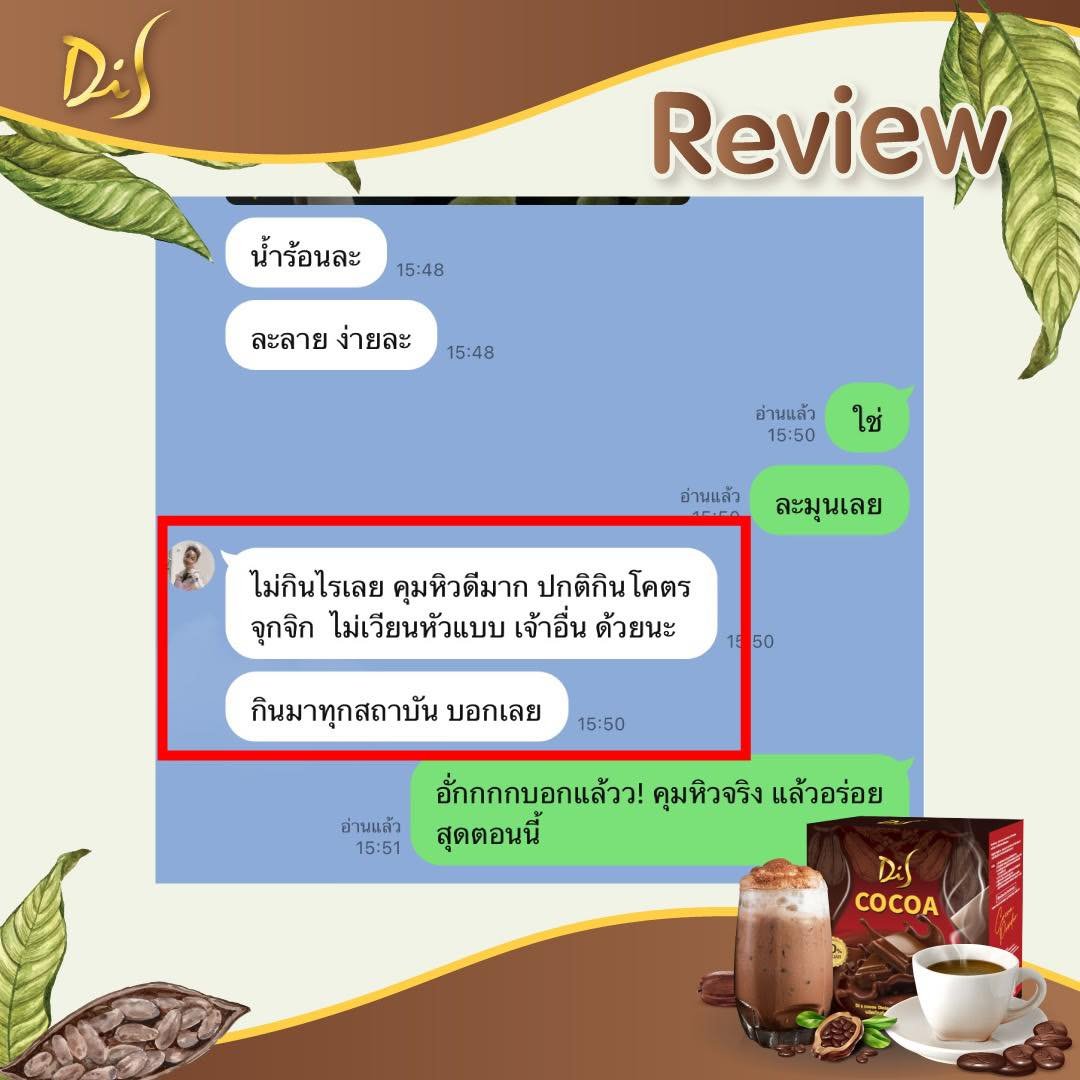 DiS
Review
น้ำร้อนละ
15:48
ละลาย ง่ายละ
15:48
ใช่
อ่านแล้ว
15:50
ละมุนเลย
อ่านแล้ว
15:50
ไม่กินไรเลย คุมหิวดีมาก ปกติกินโคตร
จุกจิก ไม่เวียนหัวแบบ เจ้าอื่น ด้วยนะ
15:50
กินมาทุกสถาบัน บอกเลย
15:50
อั่กกกกบอกแล้วว! คุมหิวจริง แล้วอร่อย
สุดตอนนี้
อ่านแล้ว
15:51
DiS
COCOA